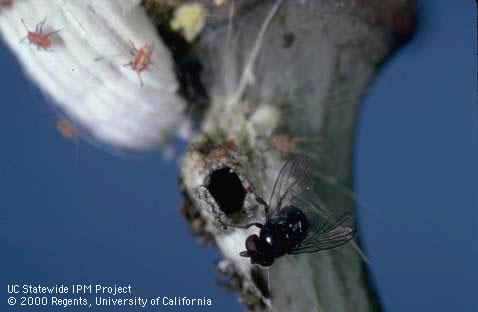 UC Statewide IPM Project
© 2000 Regents, University of California